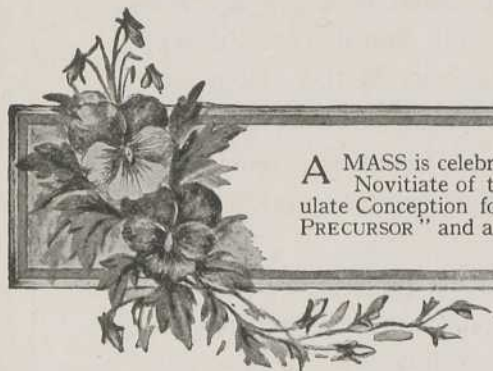 A MASS is celebr
Novitiate of t
ulate Conception fo
PRECURSOR" and a